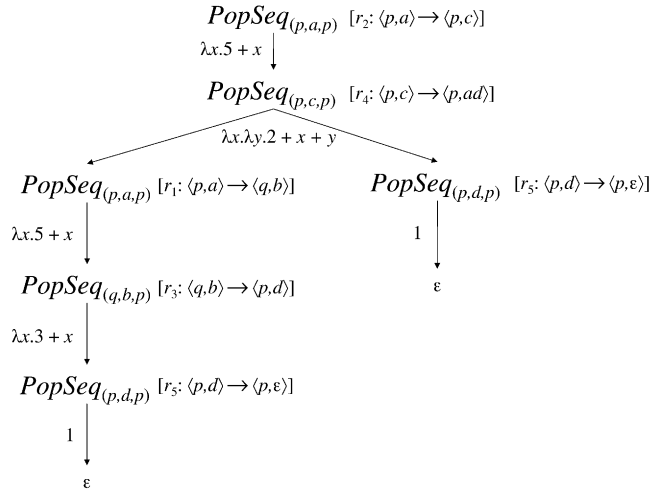 PopSeq(p,a,p) [r2: ⟨p,a⟩→⟨p,c⟩]
λx.5 + x
PopSeq(p,c,p) [r4: ⟨p,c⟩→⟨p,ad⟩]
λx.λy.2 + x + y
PopSeq(p,a,p) [r1: ⟨p,a⟩→⟨q,b⟩] PopSeq(p,d,p) [r5: ⟨p,d⟩→⟨p,ε⟩]
λx.5 + x 1
PopSeq(q,b,p) [r3: ⟨q,b⟩→⟨p,d⟩] ε
λx.3 + x
PopSeq(p,d,p) [r5: ⟨p,d⟩→⟨p,ε⟩]
1
ε